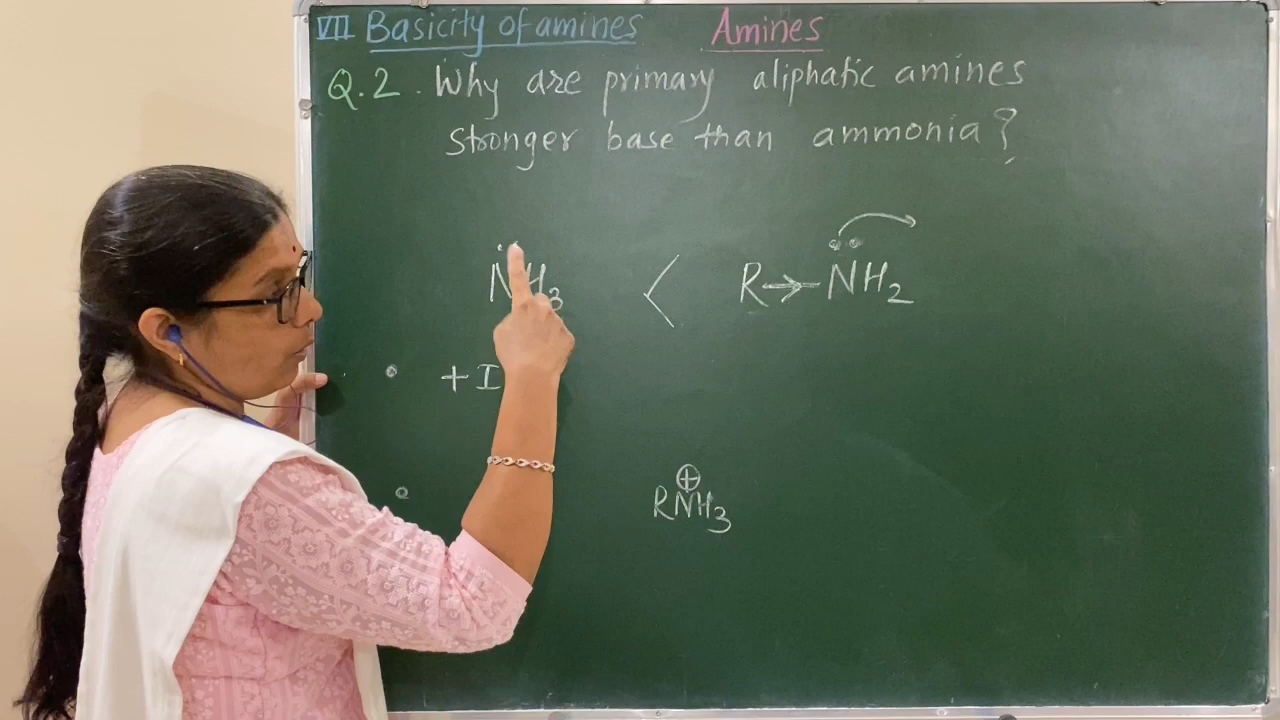 VII Basicity of amines Amines
Q.2. Why are primary aliphatic amines
stronger base than ammonia?
NH3 < R→NH2
+I
RNH3